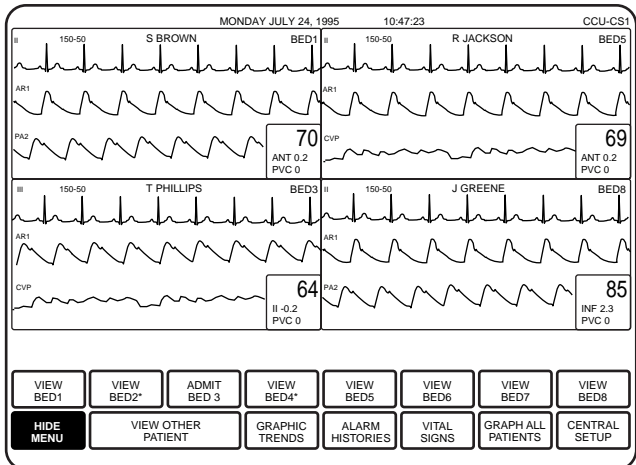 MONDAY JULY 24, 1995 10:47:23 CCU-CS1
II 150-50 S BROWN BED1
AR1
PA2
70
ANT 0.2
PVC 0
II 150-50 R JACKSON BED5
AR1
CVP
69
ANT 0.2
PVC 0
III 150-50 T PHILLIPS BED3
AR1
CVP
64
II -0.2
PVC 0
II 150-50 J GREENE BED8
AR1
PA2
85
INF 2.3
PVC 0
VIEW
BED1
VIEW
BED2*
ADMIT
BED 3
VIEW
BED4*
VIEW
BED5
VIEW
BED6
VIEW
BED7
VIEW
BED8
HIDE
MENU
VIEW OTHER
PATIENT
GRAPHIC
TRENDS
ALARM
HISTORIES
VITAL
SIGNS
GRAPH ALL
PATIENTS
CENTRAL
SETUP